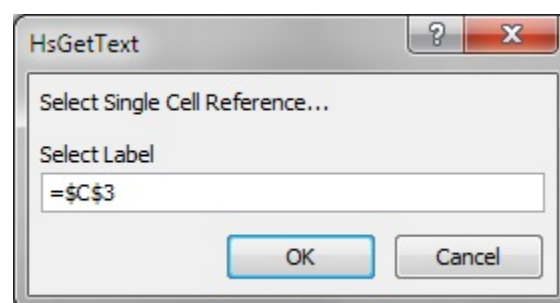 HsGetText
Select Single Cell Reference...
Select Label
=$C$3
OK Cancel